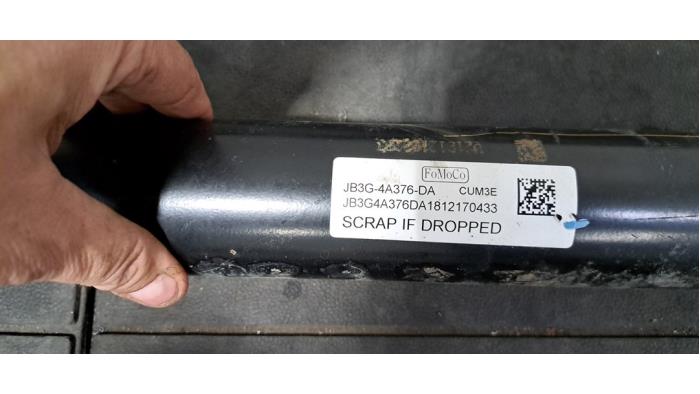 FoMoCo
JB3G-4A376-DA CUM3E
JB3G4A376DA1812170433
SCRAP IF DROPPED